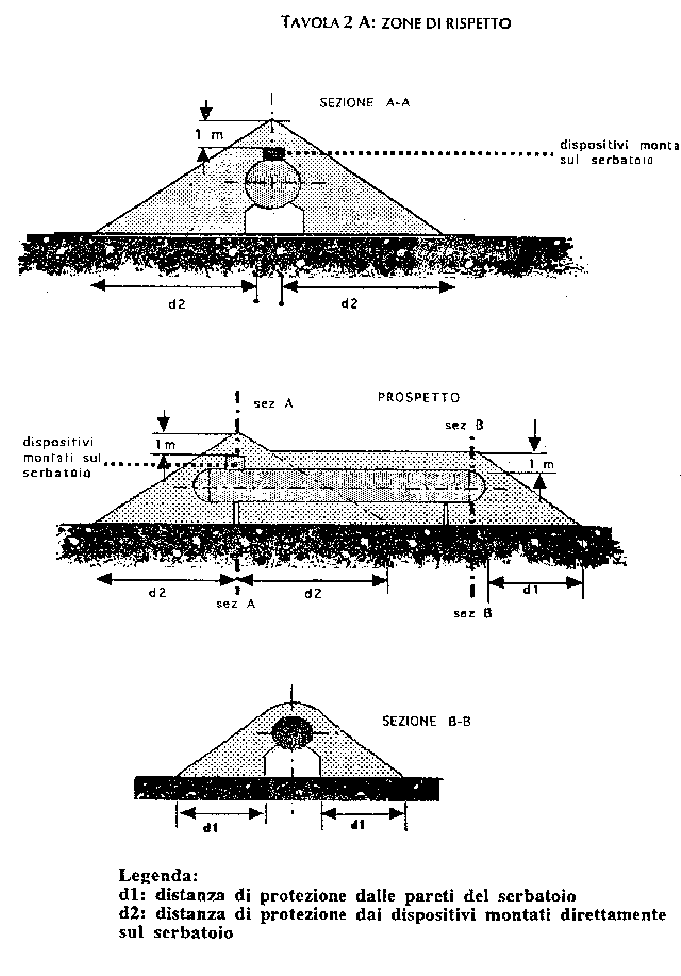 TAVOLA 2 A: ZONE DI RISPETTO
SEZIONE A-A
1 m
dispositivi monta
sul serbatoio
d2
d2
PROSPETTO
sez A
sez B
dispositivi
montati sul
serbatoio
1m
1 m
d2
d2
d1
sez A
sez B
SEZIONE B-B
d1
d1
Legenda:
d1: distanza di protezione dalle pareti del serbatoio
d2: distanza di protezione dai dispositivi montati direttamente
sul serbatoio